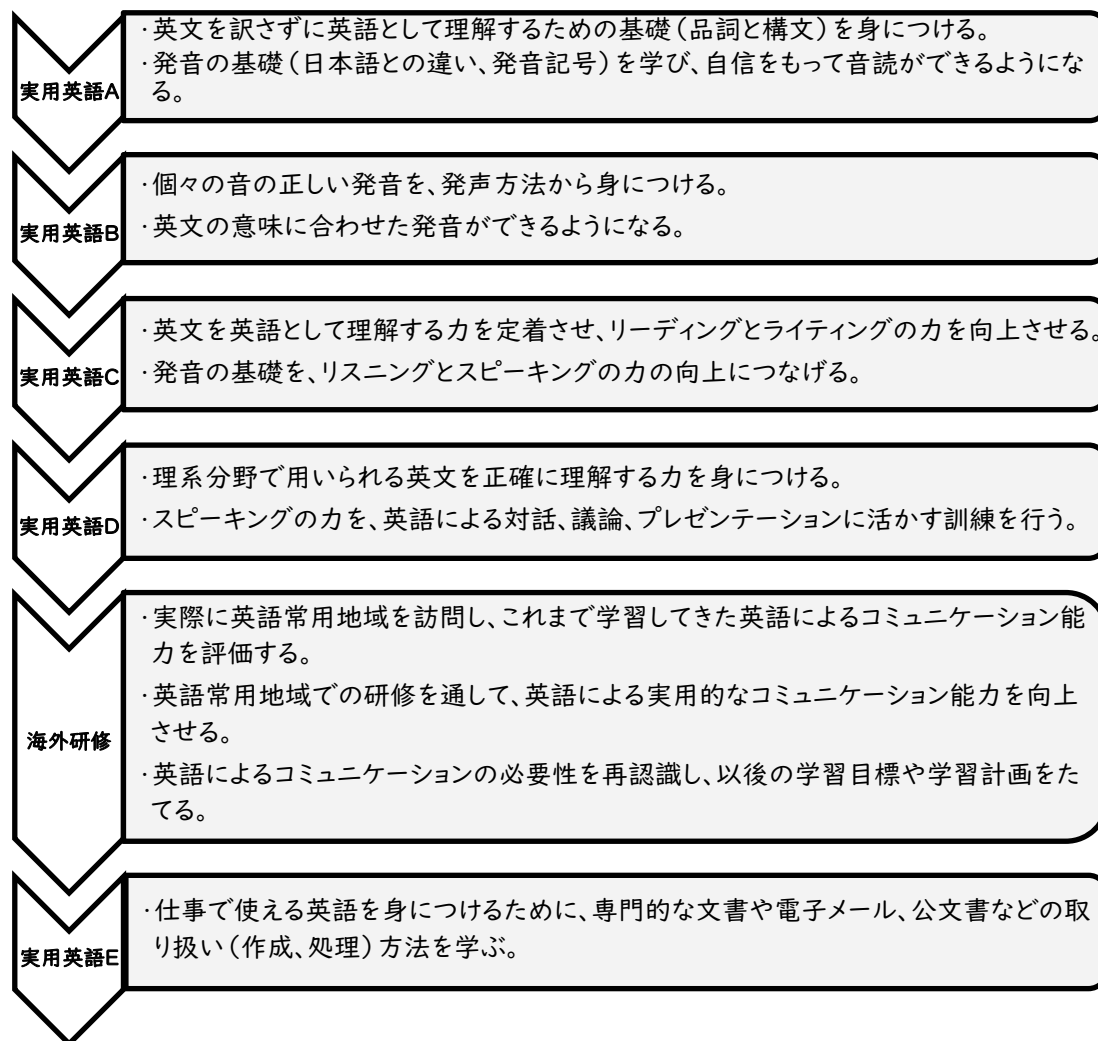 実用英語A
・英文を訳さずに英語として理解するための基礎(品詞と構文)を身につける。
・発音の基礎(日本語との違い、発音記号)を学び、自信をもって音読ができるようにな
る。
実用英語B
・個々の音の正しい発音を、発声方法から身につける。
・英文の意味に合わせた発音ができるようになる。
実用英語C
・英文を英語として理解する力を定着させ、リーディングとライティングの力を向上させる。
・発音の基礎を、リスニングとスピーキングの力の向上につなげる。
実用英語D
・理系分野で用いられる英文を正確に理解する力を身につける。
・スピーキングの力を、英語による対話、議論、プレゼンテーションに活かす訓練を行う。
海外研修
・実際に英語常用地域を訪問し、これまで学習してきた英語によるコミュニケーション能
力を評価する。
・英語常用地域での研修を通して、英語による実用的なコミュニケーション能力を向上
させる。
・英語によるコミュニケーションの必要性を再認識し、以後の学習目標や学習計画をた
てる。
実用英語E
・仕事で使える英語を身につけるために、専門的な文書や電子メール、公文書などの取
り扱い(作成、処理)方法を学ぶ。